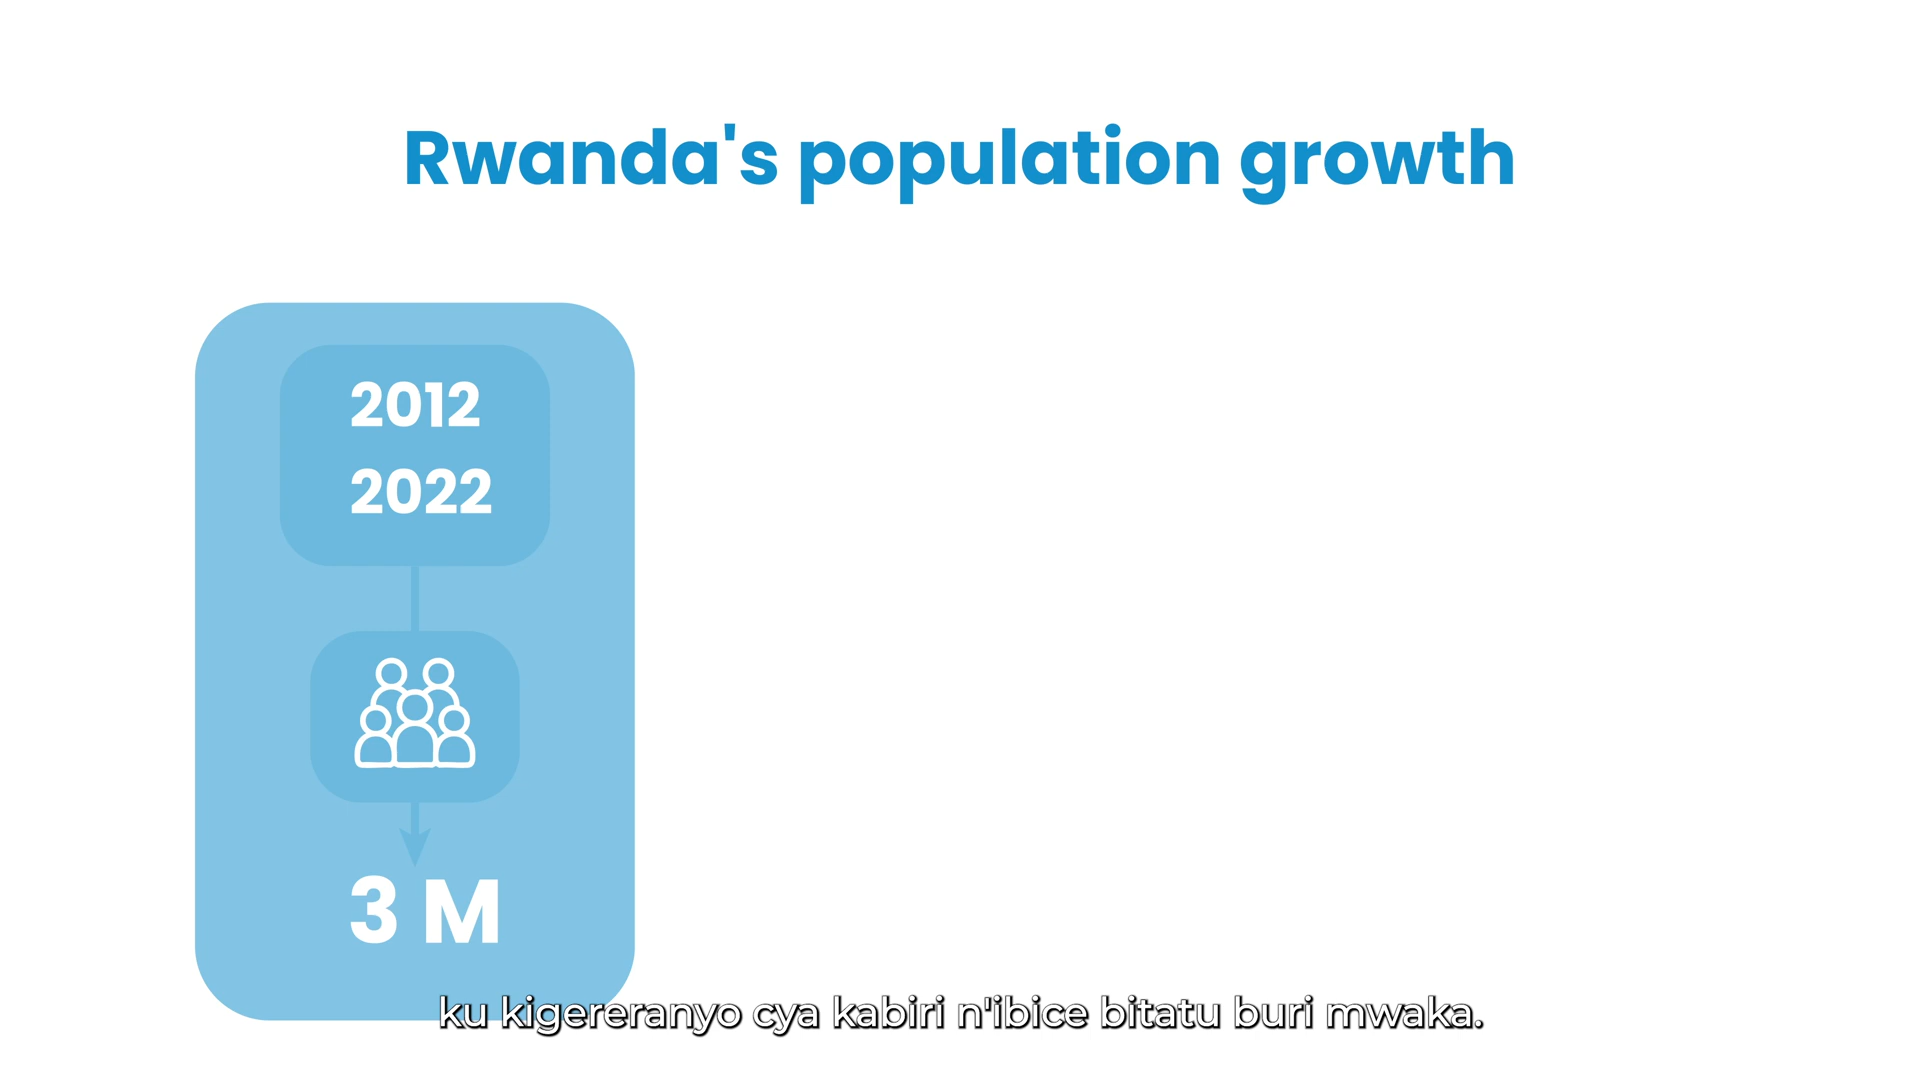 Rwanda's population growth
2012
2022
3 M
ku kigereranyo cya kabiri n'ibice bitatu buri mwaka.